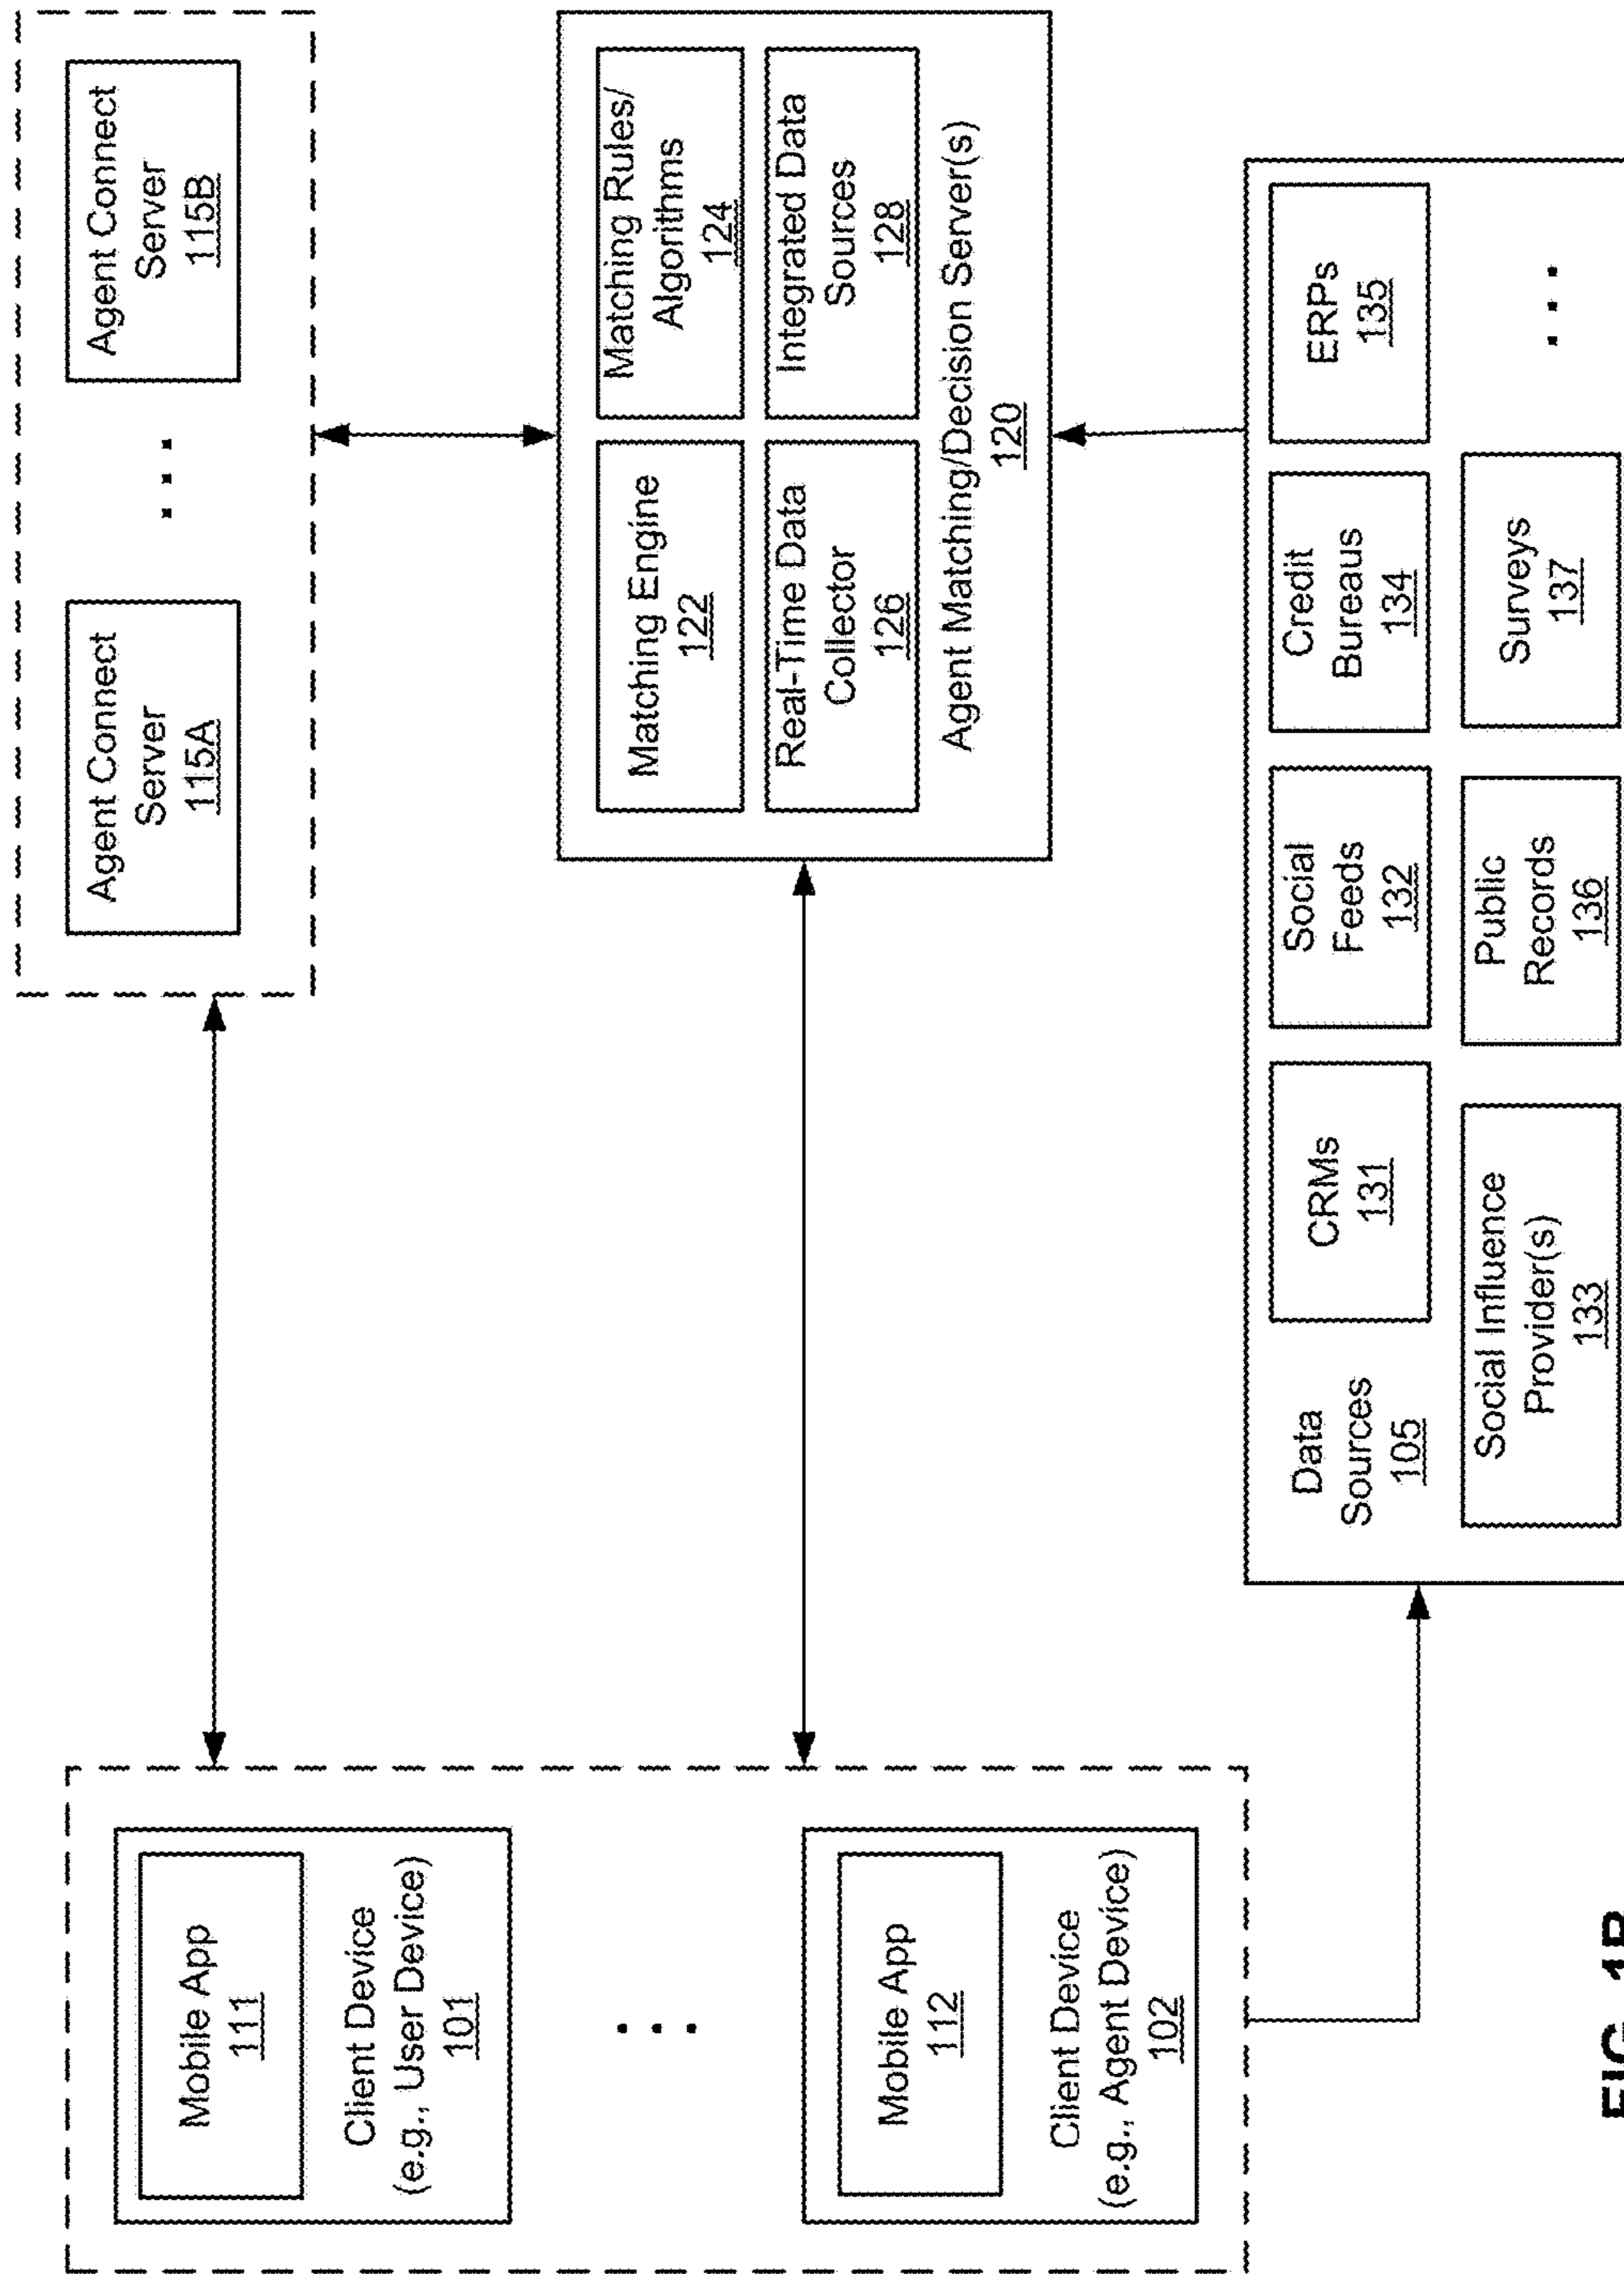 Mobile App
111
Client Device
(e.g., User Device)
101
. . .
Mobile App
112
Client Device
(e.g., Agent Device)
102
Agent Connect
Server
115A
. . .
Agent Connect
Server
115B
Matching Engine
122
Matching Rules/
Algorithms
124
Real-Time Data
Collector
126
Integrated Data
Sources
128
Agent Matching/Decision Server(s)
120
Data
Sources
105
CRMs
131
Social
Feeds
132
Credit
Bureaus
134
ERPs
135
Social Influence
Provider(s)
133
Public
Records
136
Surveys
137
. . .
FIG. 1B